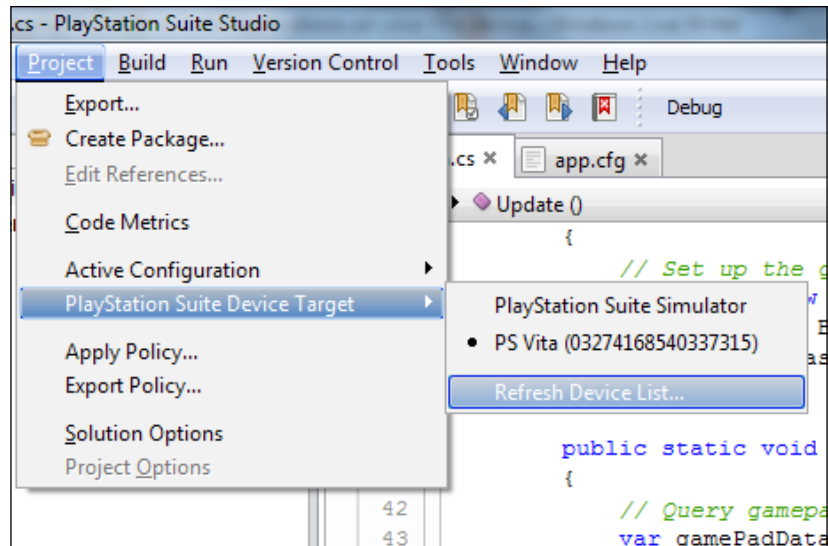 .cs - PlayStation Suite Studio
Project Build Run Version Control Tools Window Help
Debug
.cs × app.cfg ×
Update ()
Export...
Create Package...
Edit References...
Code Metrics
Active Configuration
PlayStation Suite Device Target
Apply Policy...
Export Policy...
Solution Options
Project Options
PlayStation Suite Simulator
PS Vita (03274168540337315)
Refresh Device List...
{
// Set up the
public static void
{
42 // Query gamepa
43 var gamePadData